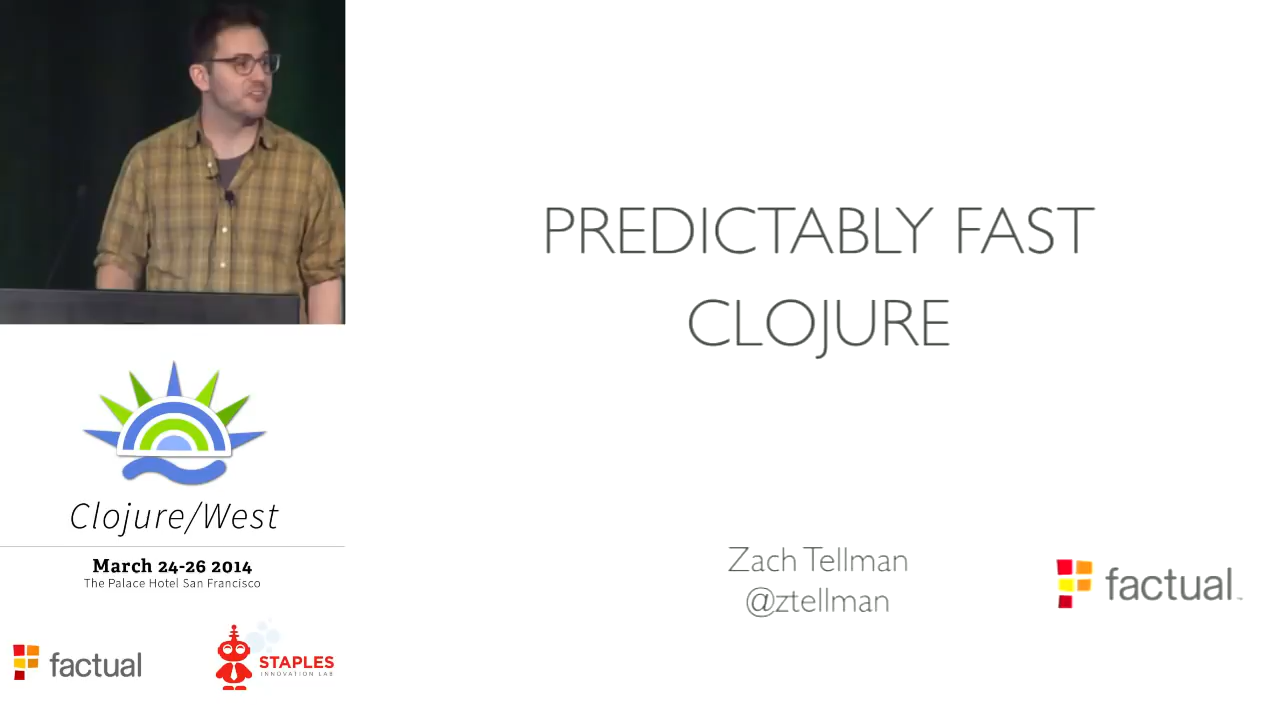 PREDICTABLY FAST
CLOJURE
Zach Tellman
@ztellman
factual™
Clojure/West
March 24-26 2014
The Palace Hotel San Francisco
factual
STAPLES
INNOVATION LAB